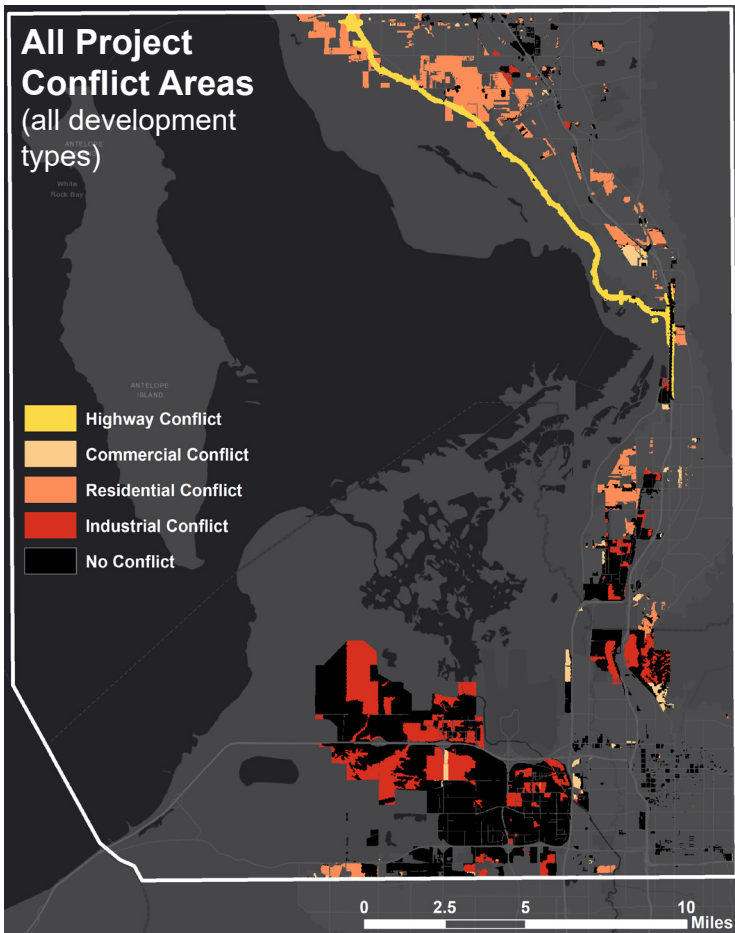 All Project
Conflict Areas
(all development
types)
ANTELOPE
White
Rock Bay
ANTELOPE
ISLAND
Highway Conflict
Commercial Conflict
Residential Conflict
Industrial Conflict
No Conflict
0 2.5 5 10
Miles